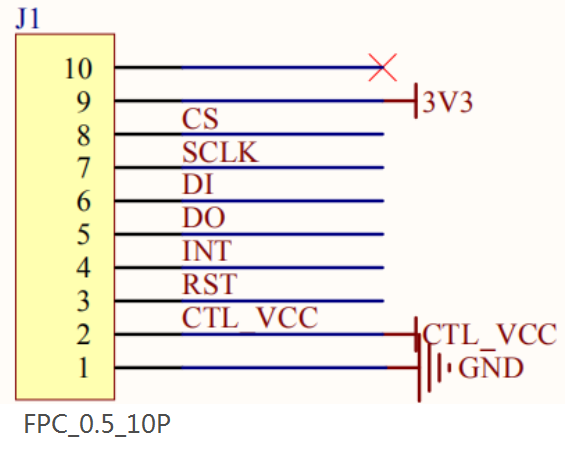 J1
10
9 3V3
CS
8
SCLK
7
DI
6
DO
5
INT
4
RST
3
CTL_VCC
2 CTL_VCC
1 GND
FPC_0.5_10P